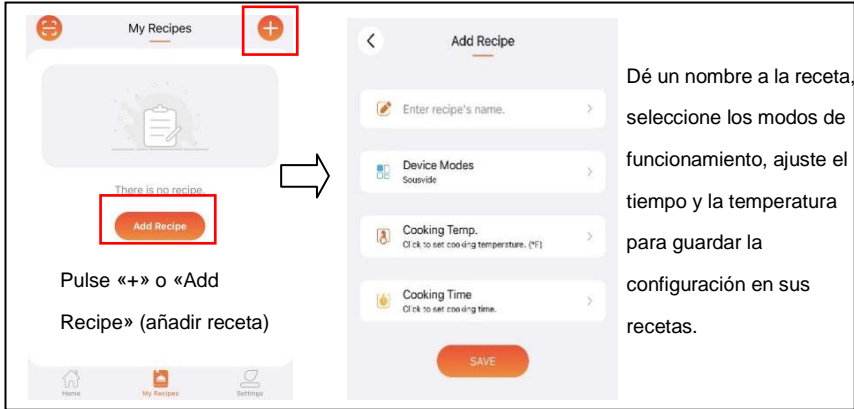 My Recipes
There is no recipe.
Add Recipe
Pulse «+» o «Add
Recipe» (añadir receta)
Home
My Recipes
Settings
Add Recipe
Enter recipe's name.
Device Modes
Sousvide
Cooking Temp.
Click to set cooking temperature. (°F)
Cooking Time
Click to set cooking time.
SAVE
Dé un nombre a la receta,
seleccione los modos de
funcionamiento, ajuste el
tiempo y la temperatura
para guardar la
configuración en sus
recetas.